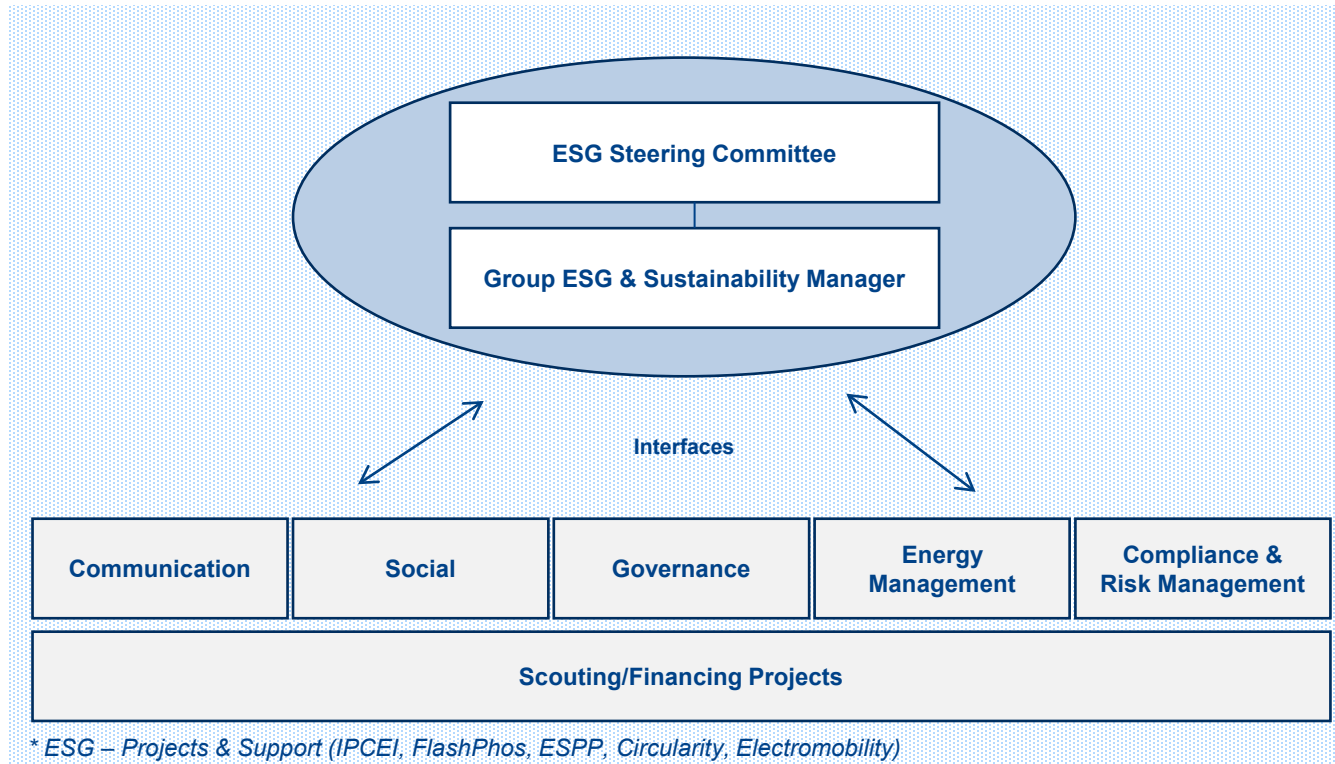 ESG Steering Committee
Group ESG & Sustainability Manager
Interfaces
Communication
Social
Governance
Energy
Management
Compliance &
Risk Management
Scouting/Financing Projects
* ESG – Projects & Support (IPCEI, FlashPhos, ESPP, Circularity, Electromobility)